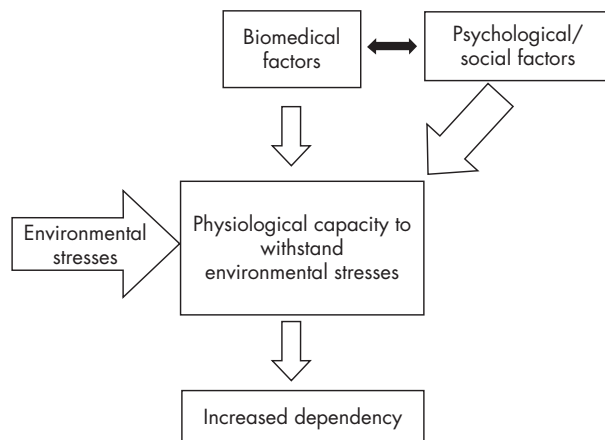 Biomedical
factors
Psychological/
social factors
Environmental
stresses
Physiological capacity to
withstand
environmental stresses
Increased dependency